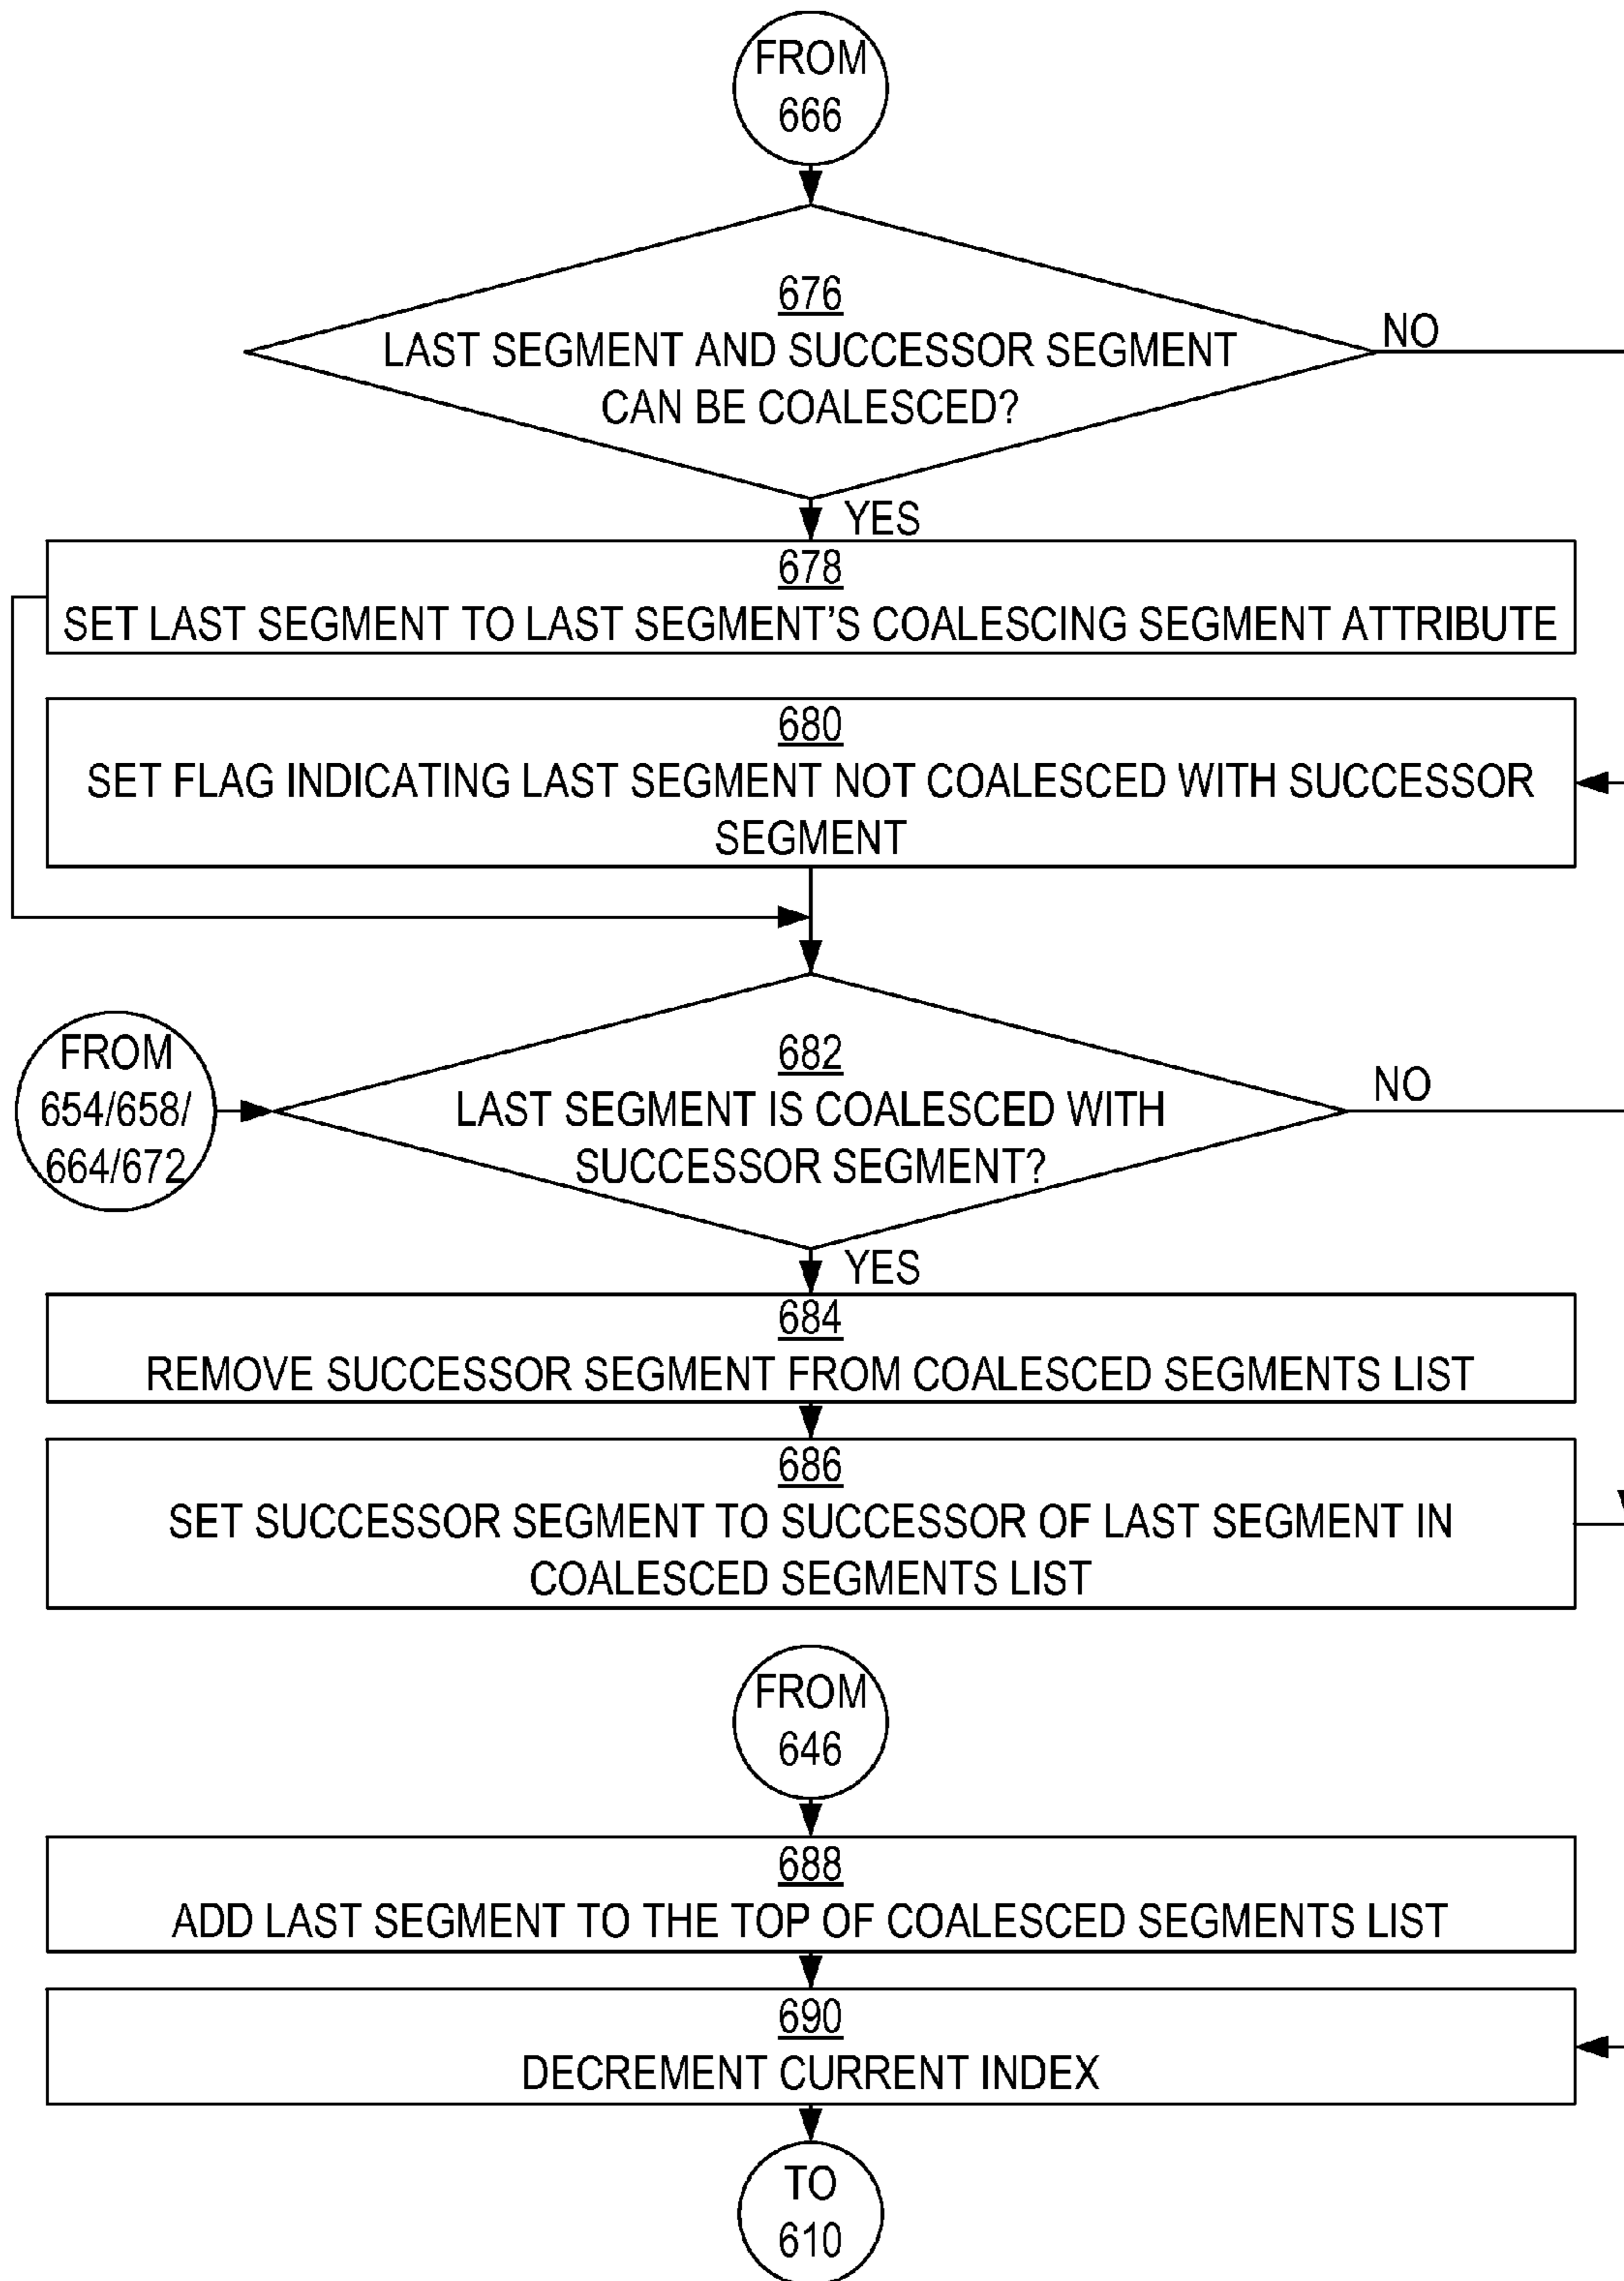 FROM
666
676
LAST SEGMENT AND SUCCESSOR SEGMENT
CAN BE COALESCED?
NO
YES
678
SET LAST SEGMENT TO LAST SEGMENT'S COALESCING SEGMENT ATTRIBUTE
680
SET FLAG INDICATING LAST SEGMENT NOT COALESCED WITH SUCCESSOR
SEGMENT
FROM
654/658/
664/672
682
LAST SEGMENT IS COALESCED WITH
SUCCESSOR SEGMENT?
NO
YES
684
REMOVE SUCCESSOR SEGMENT FROM COALESCED SEGMENTS LIST
686
SET SUCCESSOR SEGMENT TO SUCCESSOR OF LAST SEGMENT IN
COALESCED SEGMENTS LIST
FROM
646
688
ADD LAST SEGMENT TO THE TOP OF COALESCED SEGMENTS LIST
690
DECREMENT CURRENT INDEX
TO
610